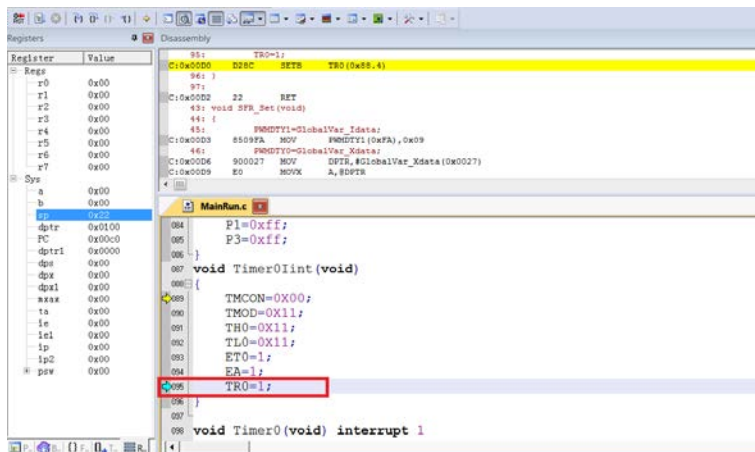 Registers
Register Value
Regs
r0 0x00
r1 0x00
r2 0x00
r3 0x00
r4 0x00
r5 0x00
r6 0x00
r7 0x00
Sys
a 0x00
b 0x00
sp 0x22
dptr 0x0100
PC 0x00c0
dptr1 0x0000
dps 0x00
dpx 0x00
dpx1 0x00
mxax 0x00
ta 0x00
ie 0x00
ie1 0x00
ip 0x00
ip2 0x00
psw 0x00
Disassembly
95: TR0=1;
C:0x00D0 D28C SETB TR0(0x88.4)
96: }
97:
C:0x00D2 22 RET
43: void SFR_Set(void)
44: {
45: PWMDTY1=GlobalVar_Idata;
C:0x00D3 8509FA MOV PWMDTY1(0xFA),0x09
46: PWMDTY0=GlobalVar_Xdata;
C:0x00D6 900027 MOV DPTR,#GlobalVar_Xdata(0x0027)
C:0x00D9 E0 MOVX A,@DPTR
MainRun.c
084 P1=0xff;
085 P3=0xff;
086 }
087 void Timer0Iint(void)
088 {
089 TMCON=0X00;
090 TMOD=0X11;
091 TH0=0X11;
092 TL0=0X11;
093 ET0=1;
094 EA=1;
095 TR0=1;
096 }
097
098 void Timer0(void) interrupt 1